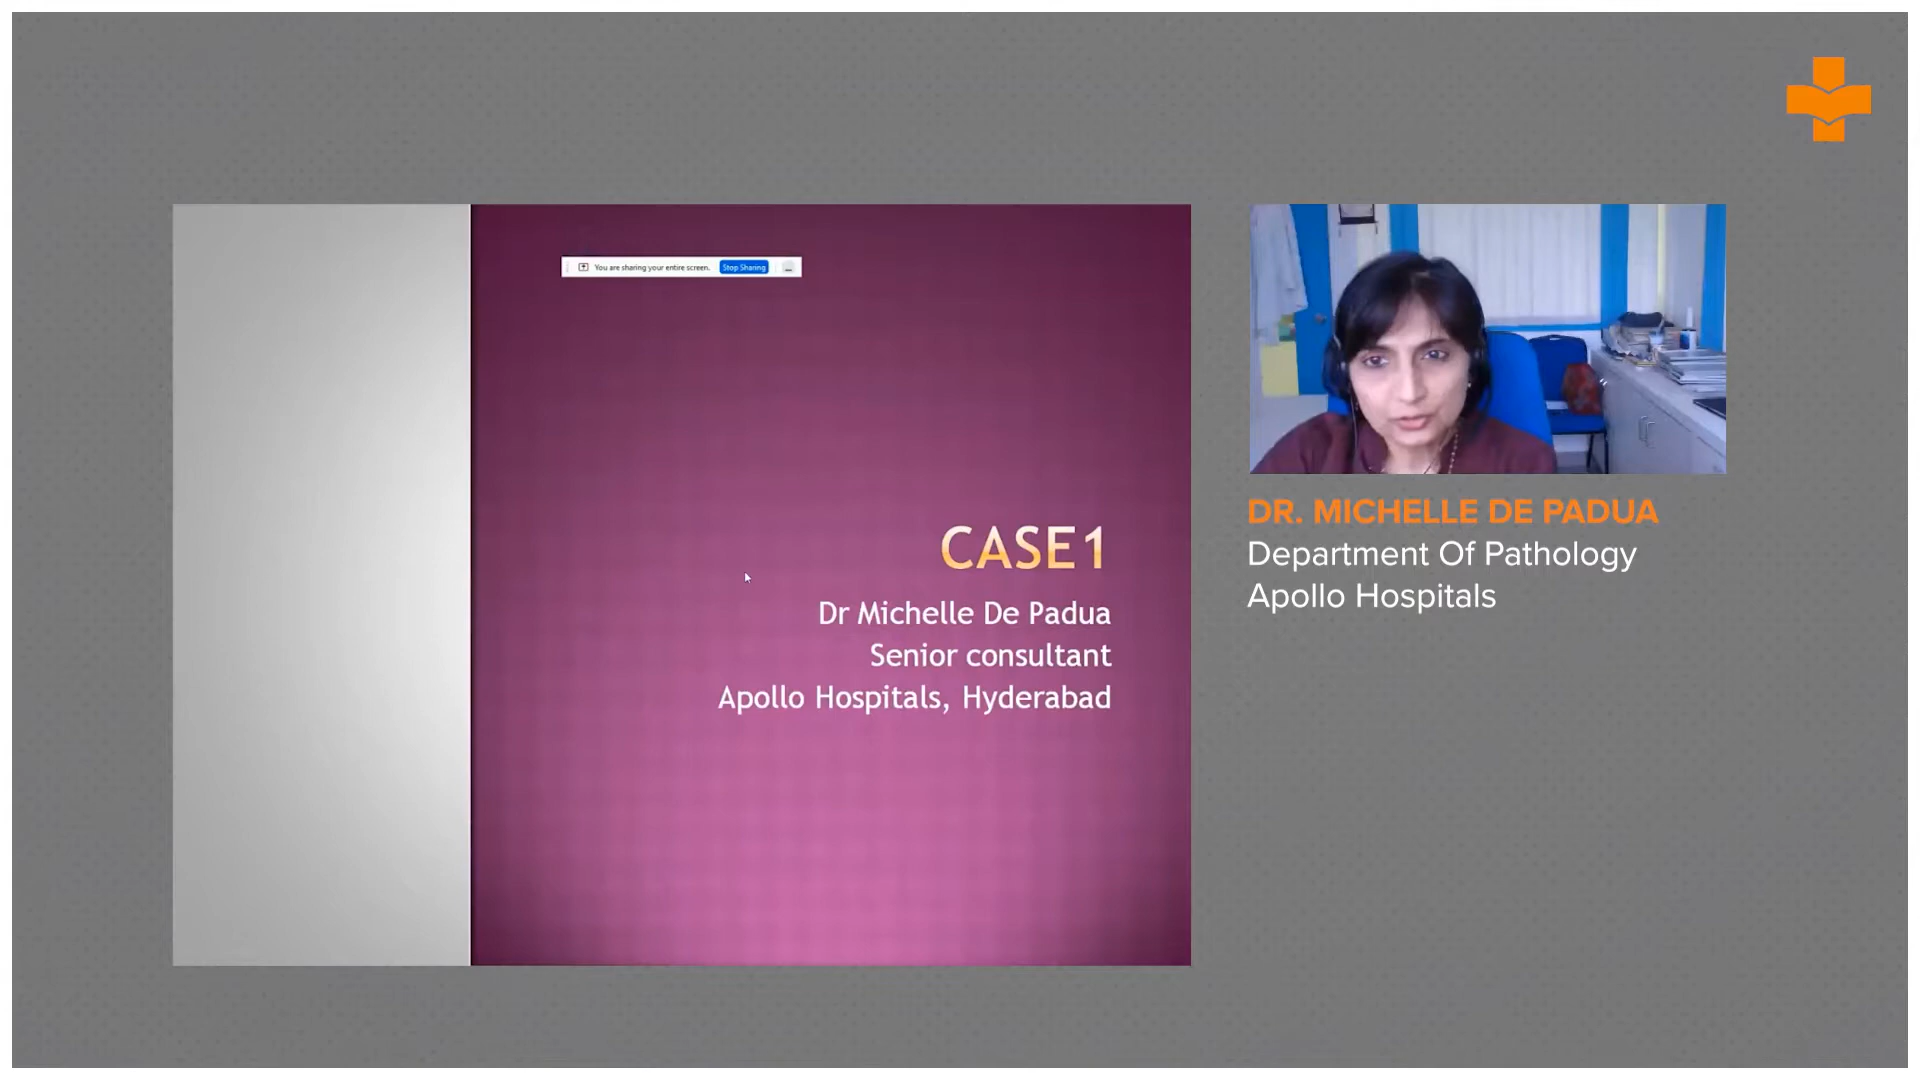 You are sharing your entire screen. Stop Sharing
CASE1
Dr Michelle De Padua
Senior consultant
Apollo Hospitals, Hyderabad
DR. MICHELLE DE PADUA
Department Of Pathology
Apollo Hospitals